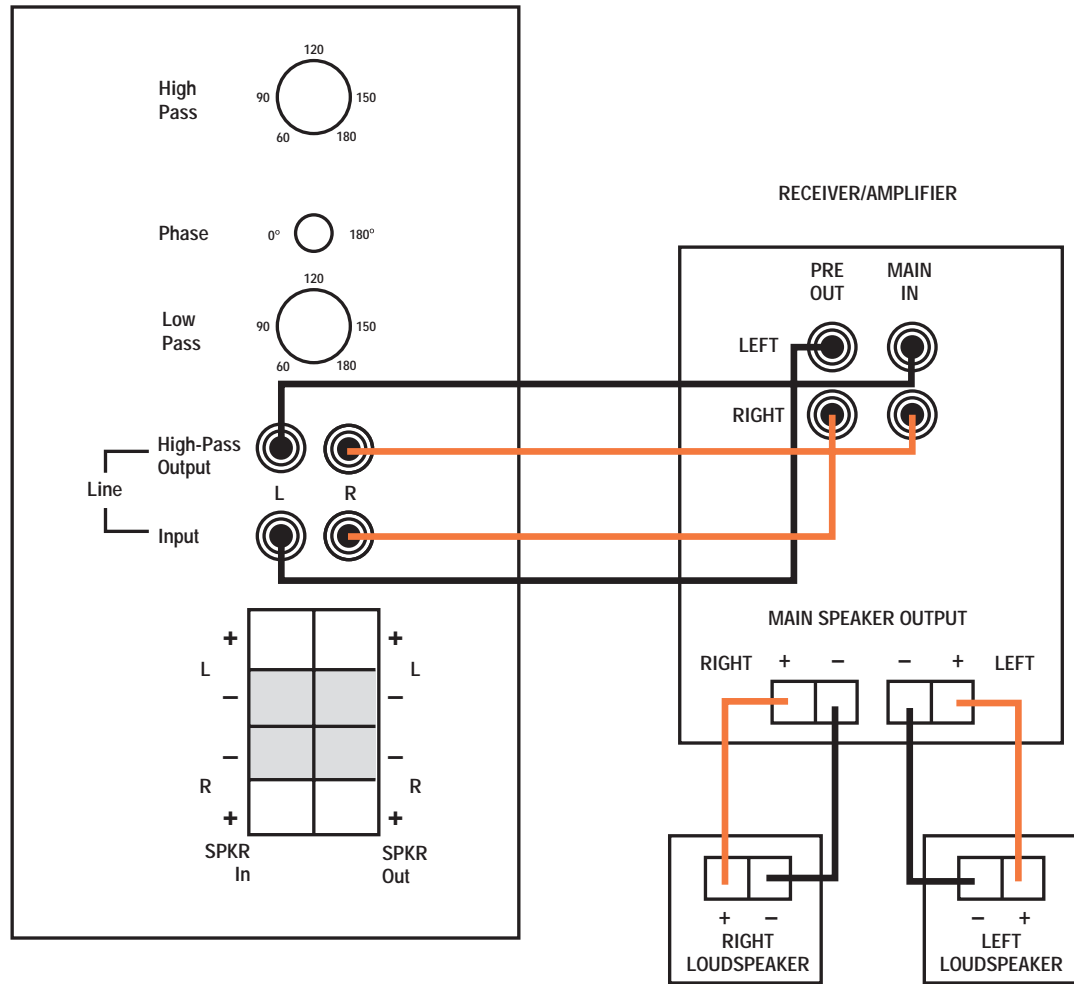 120
High
Pass
90
150
60
180
Phase
0°
180°
120
Low
Pass
90
150
60
180
High-Pass
Output
Line
L
R
Input
+
+
L
L
–
–
–
–
R
R
+
+
SPKR
In
SPKR
Out
RECEIVER/AMPLIFIER
PRE
OUT
MAIN
IN
LEFT
RIGHT
MAIN SPEAKER OUTPUT
RIGHT + – – + LEFT
+ –
RIGHT
LOUDSPEAKER
– +
LEFT
LOUDSPEAKER